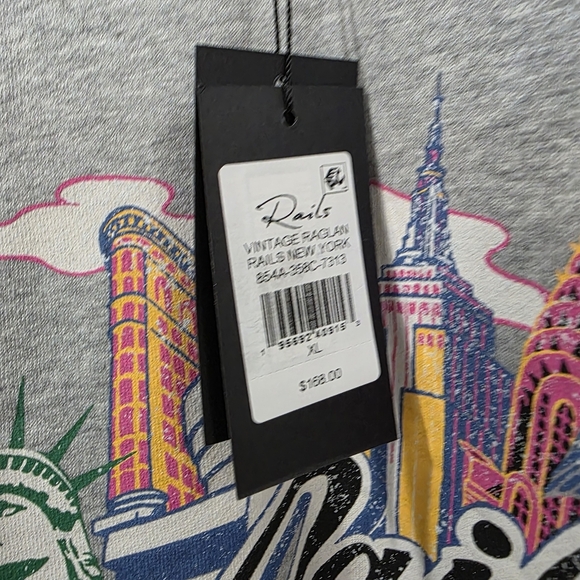 Rails
VINTAGE RAGLAN
RAILS NEW YORK
854A-358C-7313
XL
$168.00